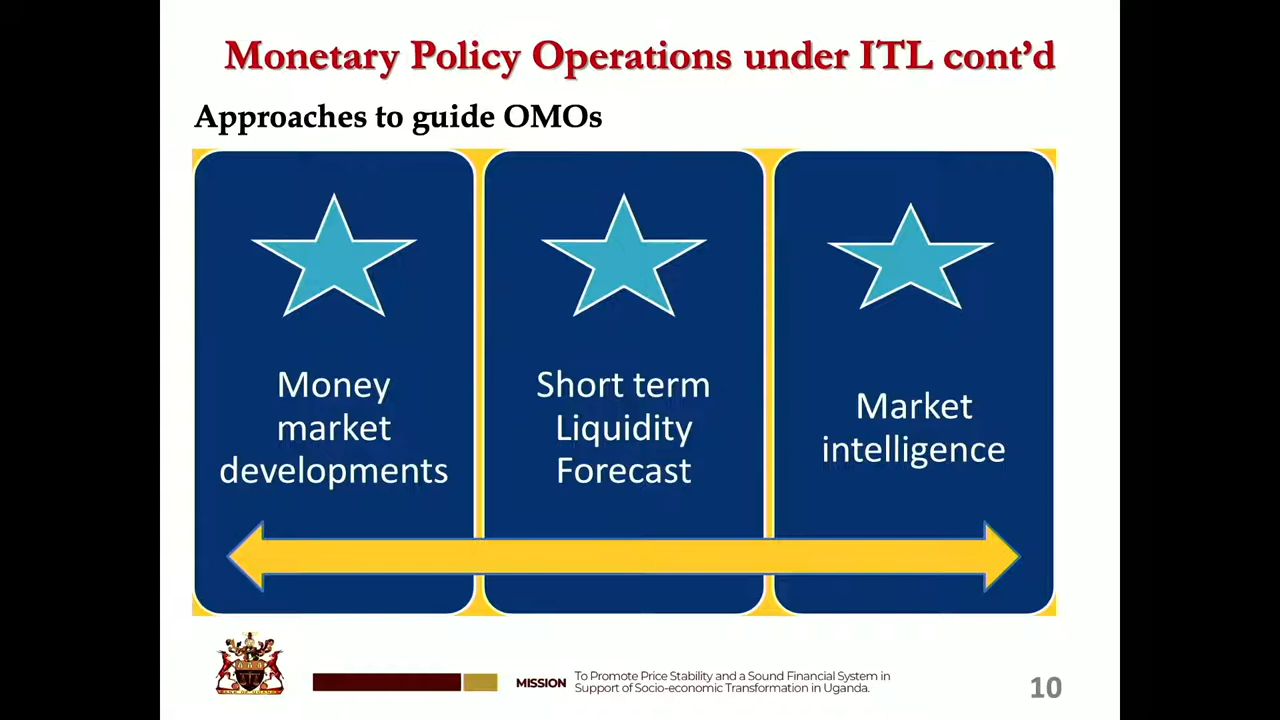 Monetary Policy Operations under ITL cont’d
Approaches to guide OMOs
Money
market
developments
Short term
Liquidity
Forecast
Market
intelligence
MISSION
To Promote Price Stability and a Sound Financial System in
Support of Socio-economic Transformation in Uganda.
10